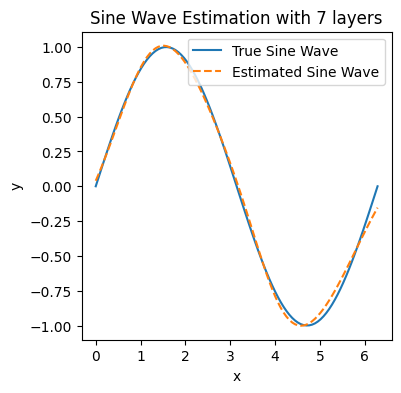 Sine Wave Estimation with 7 layers
True Sine Wave
Estimated Sine Wave
1.00
0.75
0.50
0.25
0.00
−0.25
−0.50
−0.75
−1.00
y
0 1 2 3 4 5 6
x